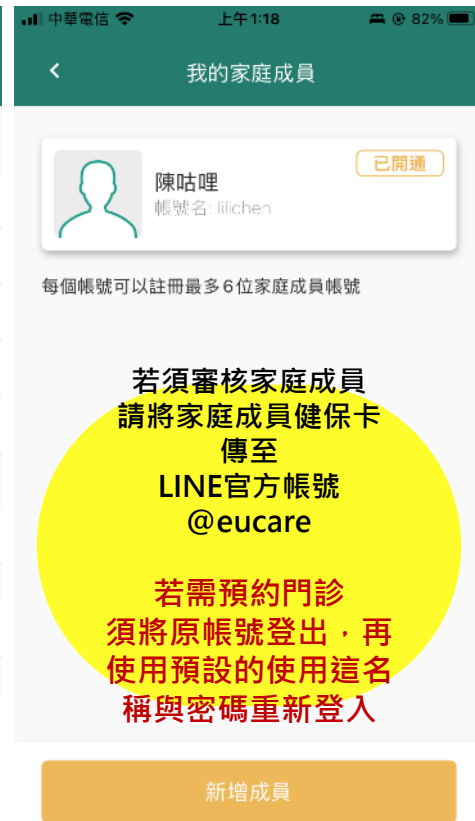 中華電信 上午1:18 82%
我的家庭成員
陳咕哩
已開通
帳號名: lilichen
每個帳號可以註冊最多6位家庭成員帳號
若須審核家庭成員
請將家庭成員健保卡
傳至
LINE官方帳號
@eucare
若需預約門診
須將原帳號登出，再
使用預設的使用這名
稱與密碼重新登入
新增成員